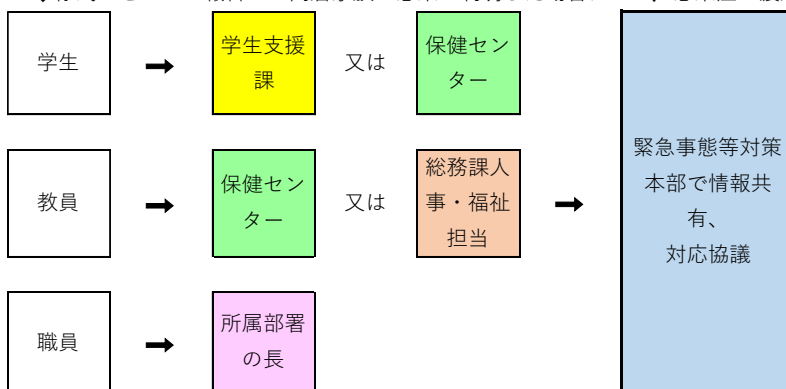 学生
➡
学生支援
課
又は
保健セン
ター
教員
➡
保健セン
ター
又は
総務課人
事・福祉
担当
➡
緊急事態等対策
本部で情報共
有、
対応協議
職員
➡
所属部署
の長